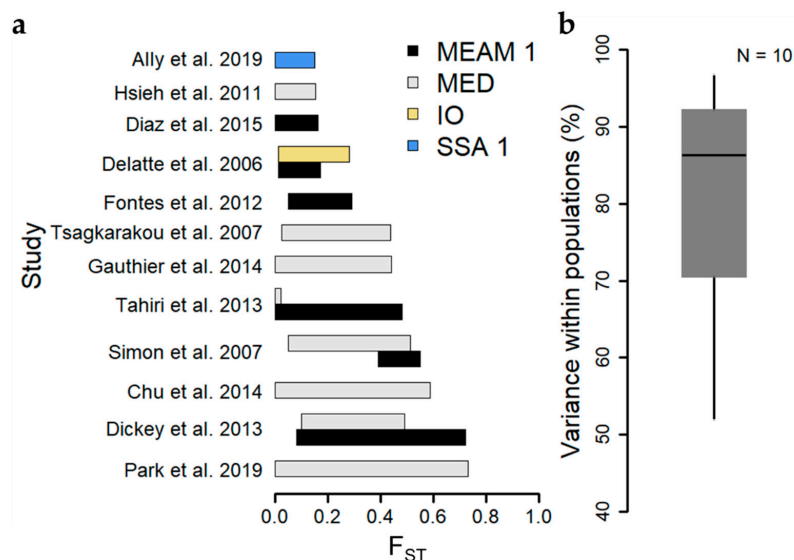 a
Study
Ally et al. 2019
Hsieh et al. 2011
Diaz et al. 2015
Delatte et al. 2006
Fontes et al. 2012
Tsagkarakou et al. 2007
Gauthier et al. 2014
Tahiri et al. 2013
Simon et al. 2007
Chu et al. 2014
Dickey et al. 2013
Park et al. 2019
MEAM 1
MED
IO
SSA 1
0.0 0.2 0.4 0.6 0.8 1.0
FST
b
N = 10
Variance within populations (%)
100
90
80
70
60
50
40